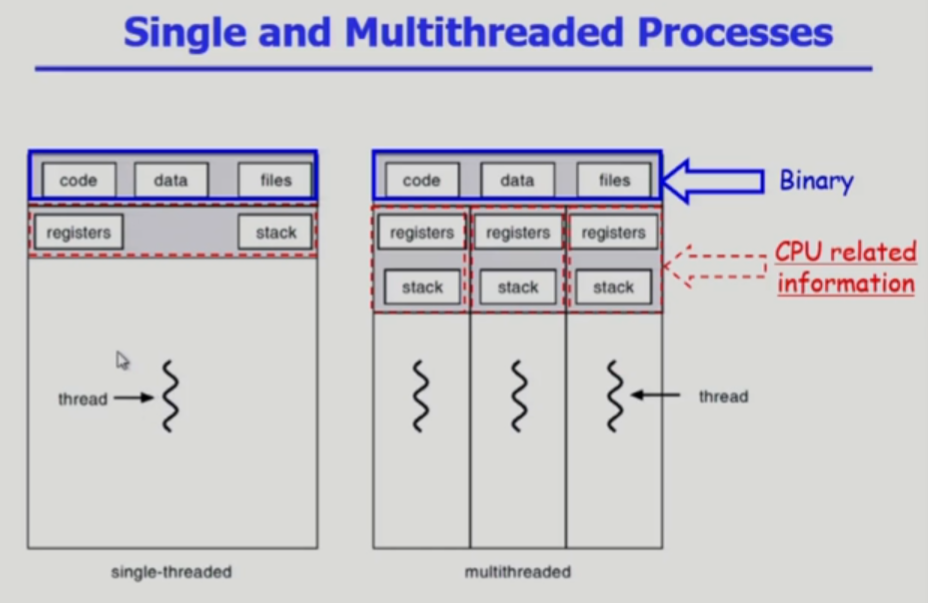 Single and Multithreaded Processes
code data files
registers stack
thread
single-threaded
code data files
registers registers registers
stack stack stack
thread
multithreaded
Binary
CPU related
information